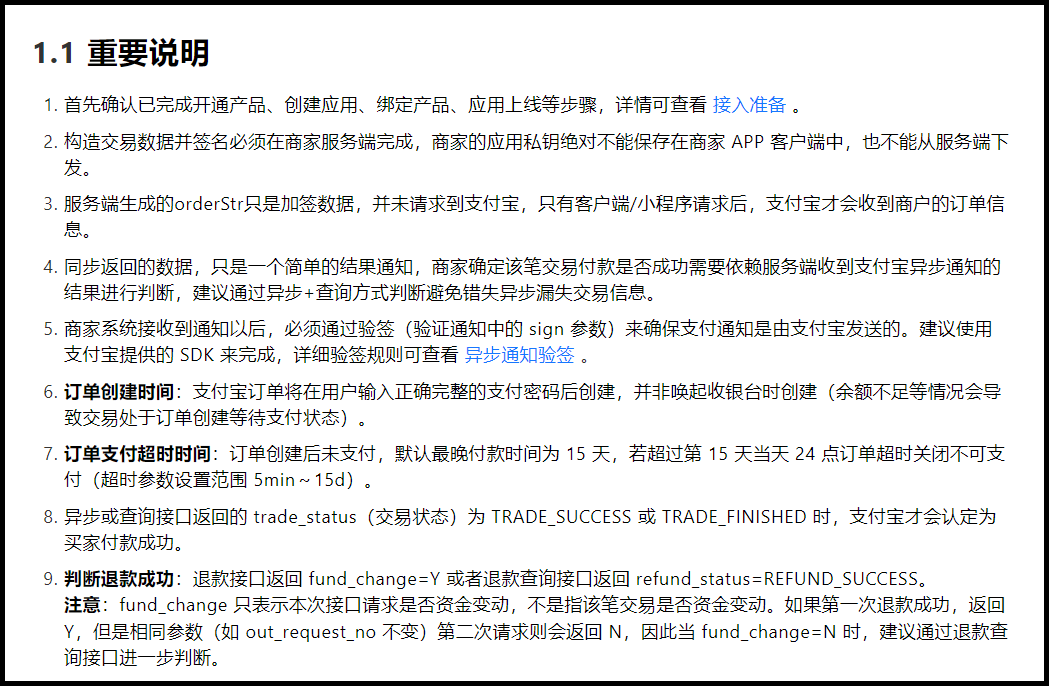 1.1 重要说明
1. 首先确认已完成开通产品、创建应用、绑定产品、应用上线等步骤，详情可查看 接入准备 。
2. 构造交易数据并签名必须在商家服务端完成，商家的应用私钥绝对不能保存在商家 APP 客户端中，也不能从服务端下
发。
3. 服务端生成的orderStr只是加签数据，并未请求到支付宝，只有客户端/小程序请求后，支付宝才会收到商户的订单信
息。
4. 同步返回的数据，只是一个简单的结果通知，商家确定该笔交易付款是否成功需要依赖服务端收到支付宝异步通知的
结果进行判断，建议通过异步+查询方式判断避免错失异步漏失交易信息。
5. 商家系统接收到通知以后，必须通过验签（验证通知中的 sign 参数）来确保支付通知是由支付宝发送的。建议使用
支付宝提供的 SDK 来完成，详细验签规则可查看 异步通知验签 。
6. 订单创建时间：支付宝订单将在用户输入正确完整的支付密码后创建，并非唤起收银台时创建（余额不足等情况会导
致交易处于订单创建等待支付状态）。
7. 订单支付超时时间：订单创建后未支付，默认最晚付款时间为 15 天，若超过第 15 天当天 24 点订单超时关闭不可支
付（超时参数设置范围 5min～15d）。
8. 异步或查询接口返回的 trade_status（交易状态）为 TRADE_SUCCESS 或 TRADE_FINISHED 时，支付宝才会认定为
买家付款成功。
9. 判断退款成功：退款接口返回 fund_change=Y 或者退款查询接口返回 refund_status=REFUND_SUCCESS。
注意：fund_change 只表示本次接口请求是否资金变动，不是指该笔交易是否资金变动。如果第一次退款成功，返回
Y，但是相同参数（如 out_request_no 不变）第二次请求则会返回 N，因此当 fund_change=N 时，建议通过退款查
询接口进一步判断。